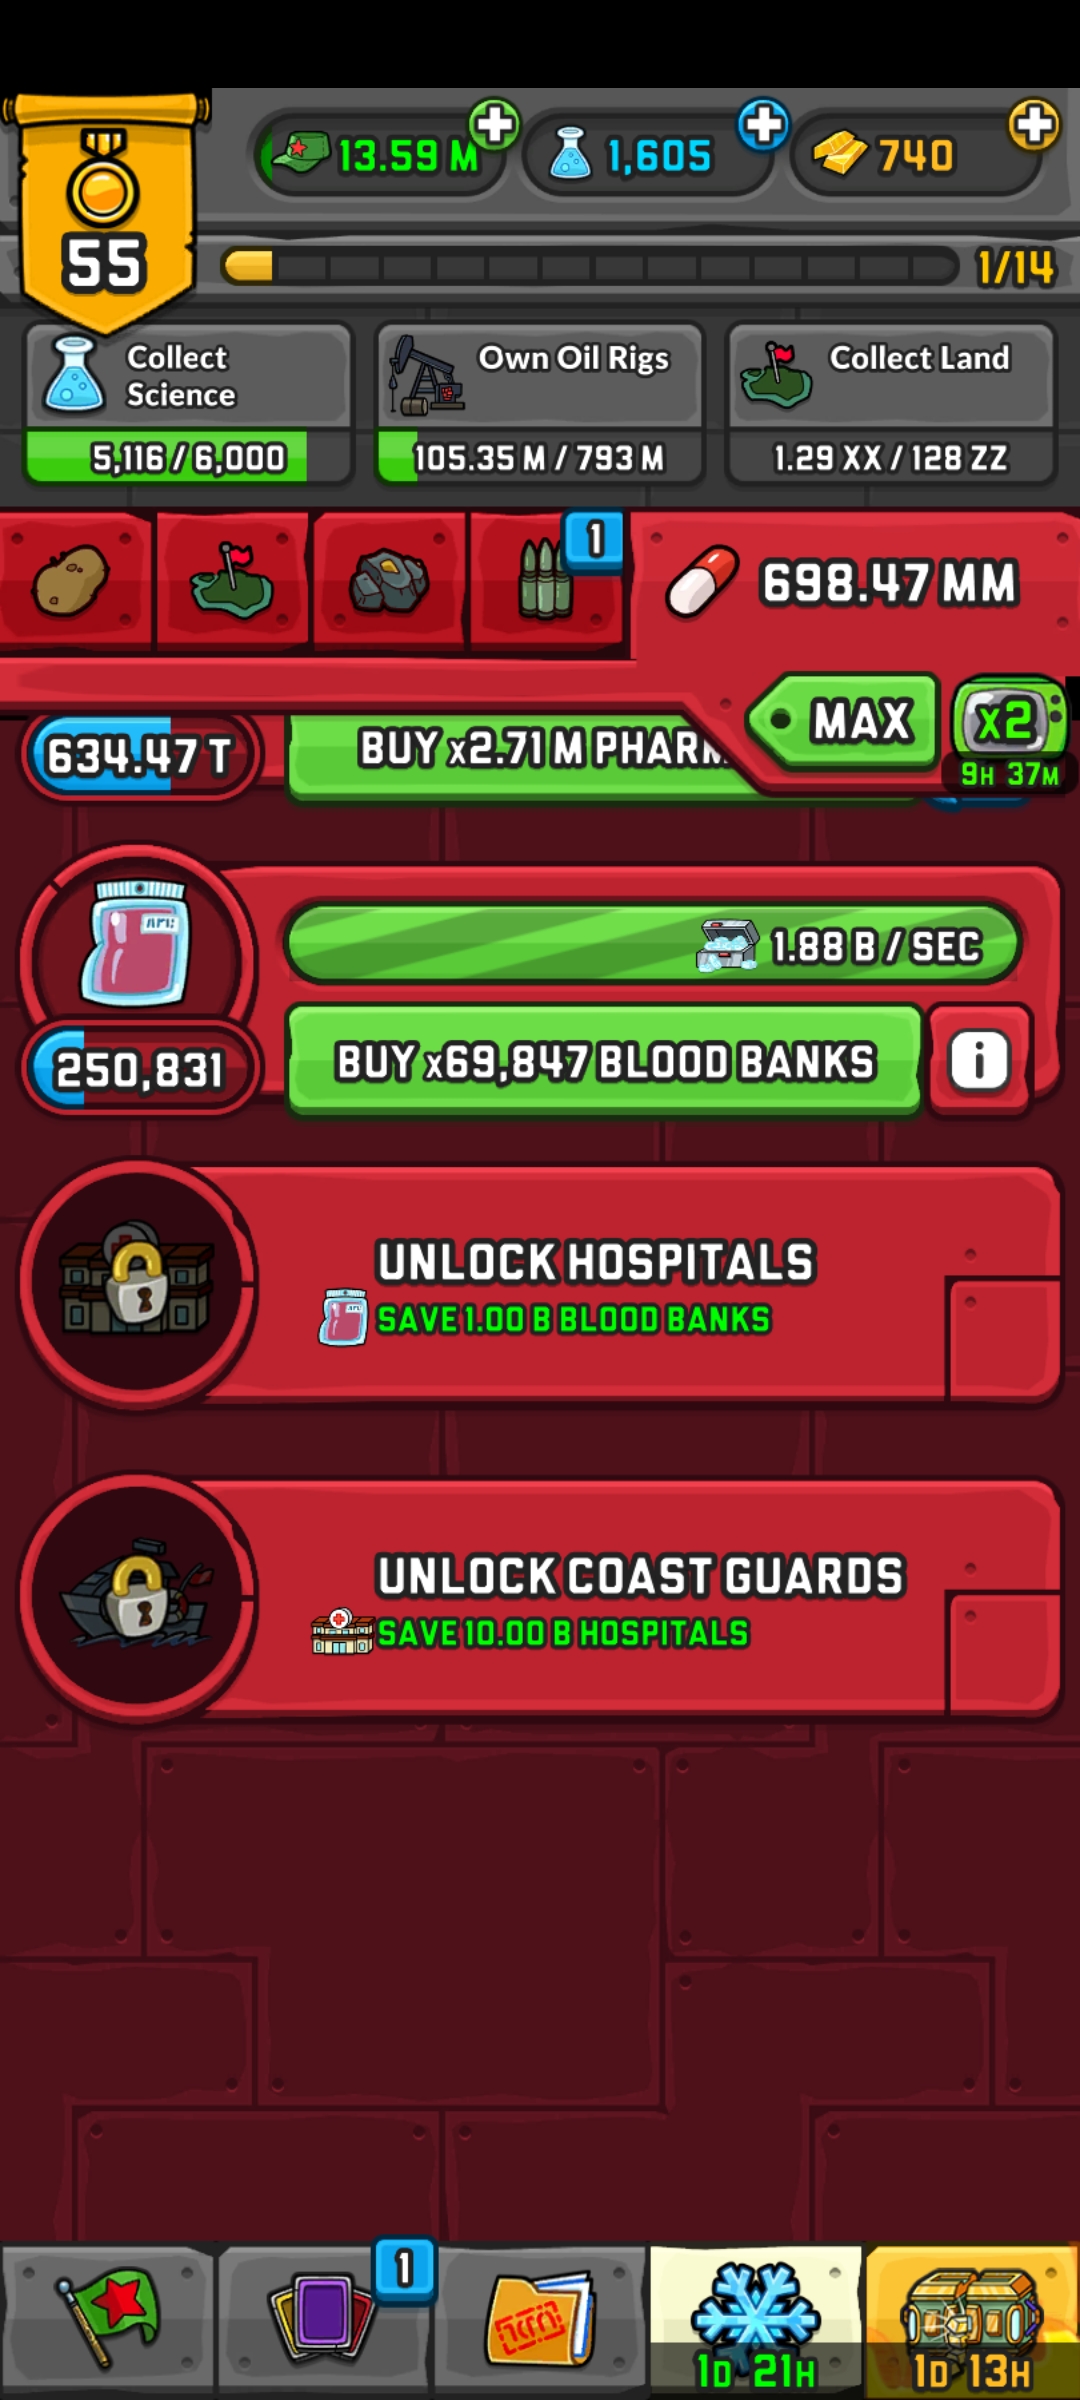 13.59 M
1,605
740
55
1/14
Collect
Science
5,116 / 6,000
Own Oil Rigs
105.35 M / 793 M
Collect Land
1.29 XX / 128 ZZ
1
698.47 MM
MAX
x2
9H 37M
634.47 T
BUY x2.71 M PHARM
1.88 B / SEC
250,831
BUY x69,847 BLOOD BANKS
i
UNLOCK HOSPITALS
SAVE 1.00 B BLOOD BANKS
UNLOCK COAST GUARDS
SAVE 10.00 B HOSPITALS
1
1D 21H
1D 13H